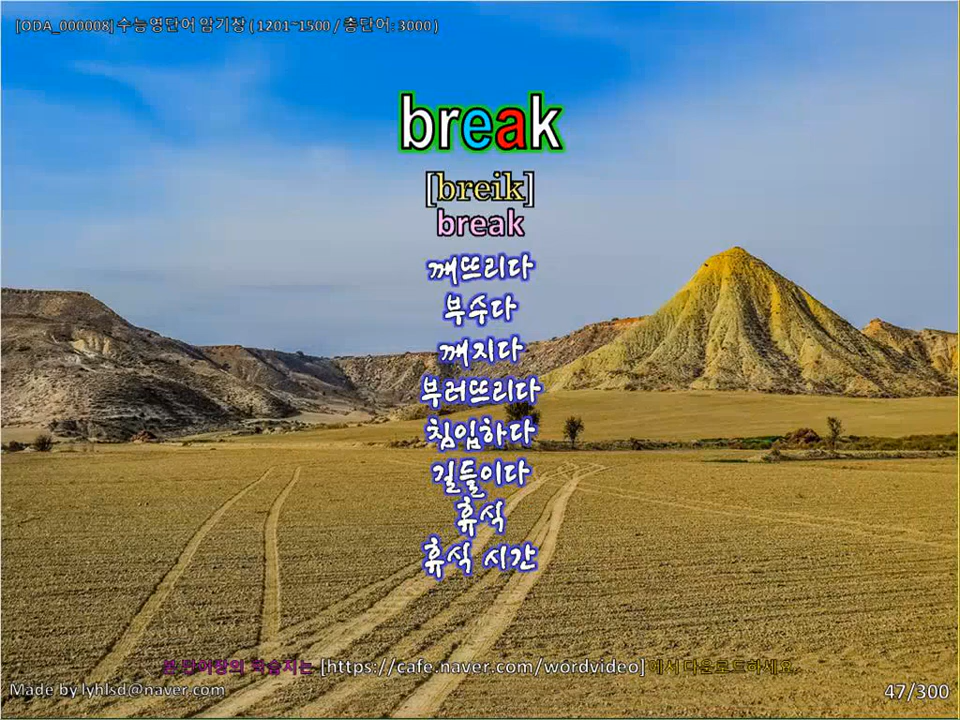 [ODA_000008] 수능영단어 암기장 ( 1201~1500 / 총단어: 3000 )
break
[breik]
break
깨뜨리다
부수다
깨지다
부러뜨리다
침입하다
길들이다
휴식
휴식 시간
본 단어장의 학습지는 [https://cafe.naver.com/wordvideo]에서 다운로드하세요.
Made by lyhlsd@naver.com
47/300